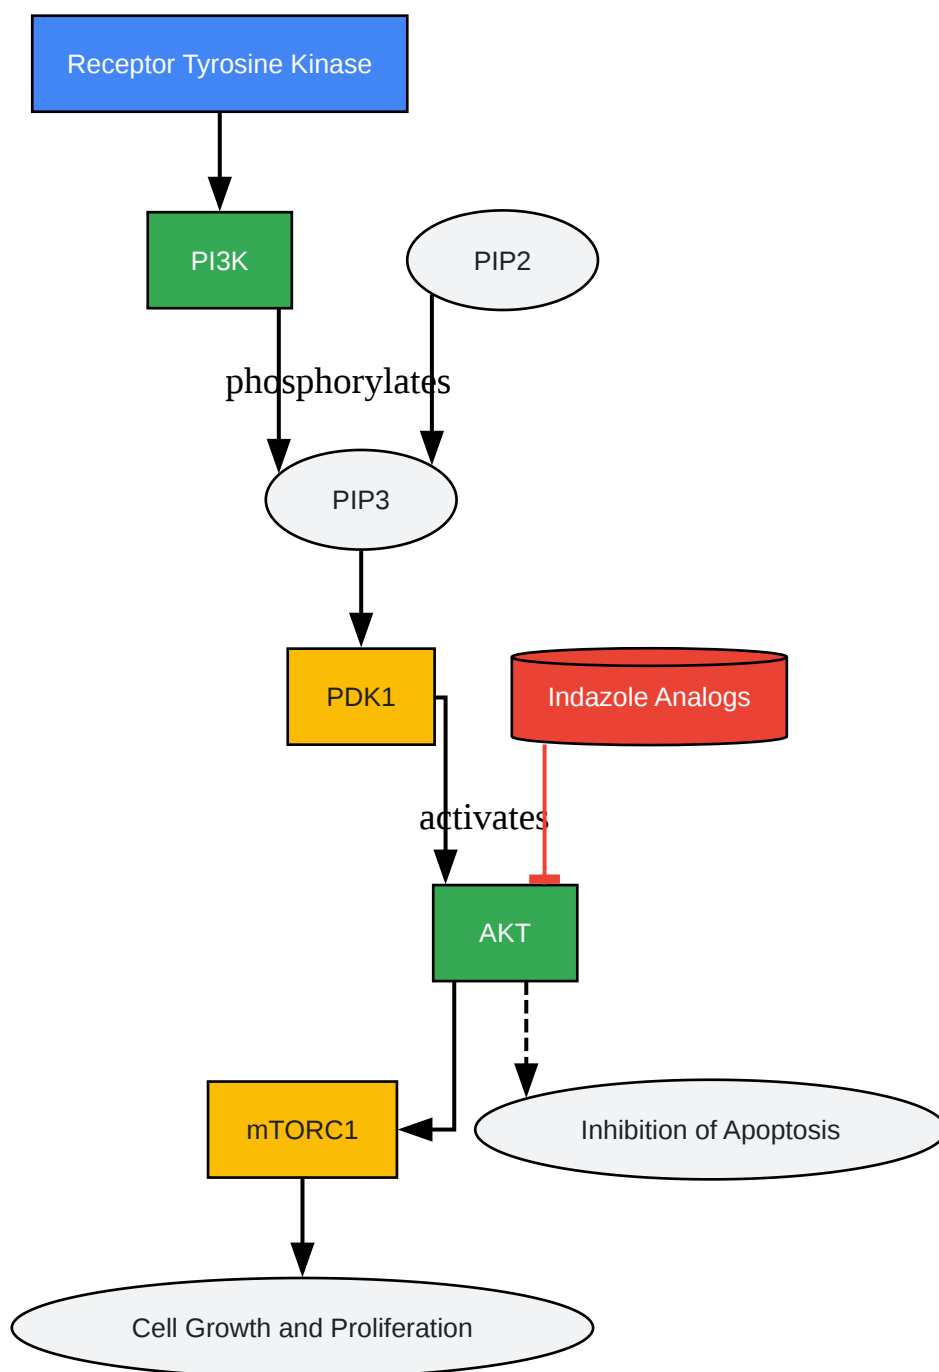 Receptor Tyrosine Kinase
PI3K
PIP2
phosphorylates
PIP3
PDK1
Indazole Analogs
activates
AKT
mTORC1
Inhibition of Apoptosis
Cell Growth and Proliferation